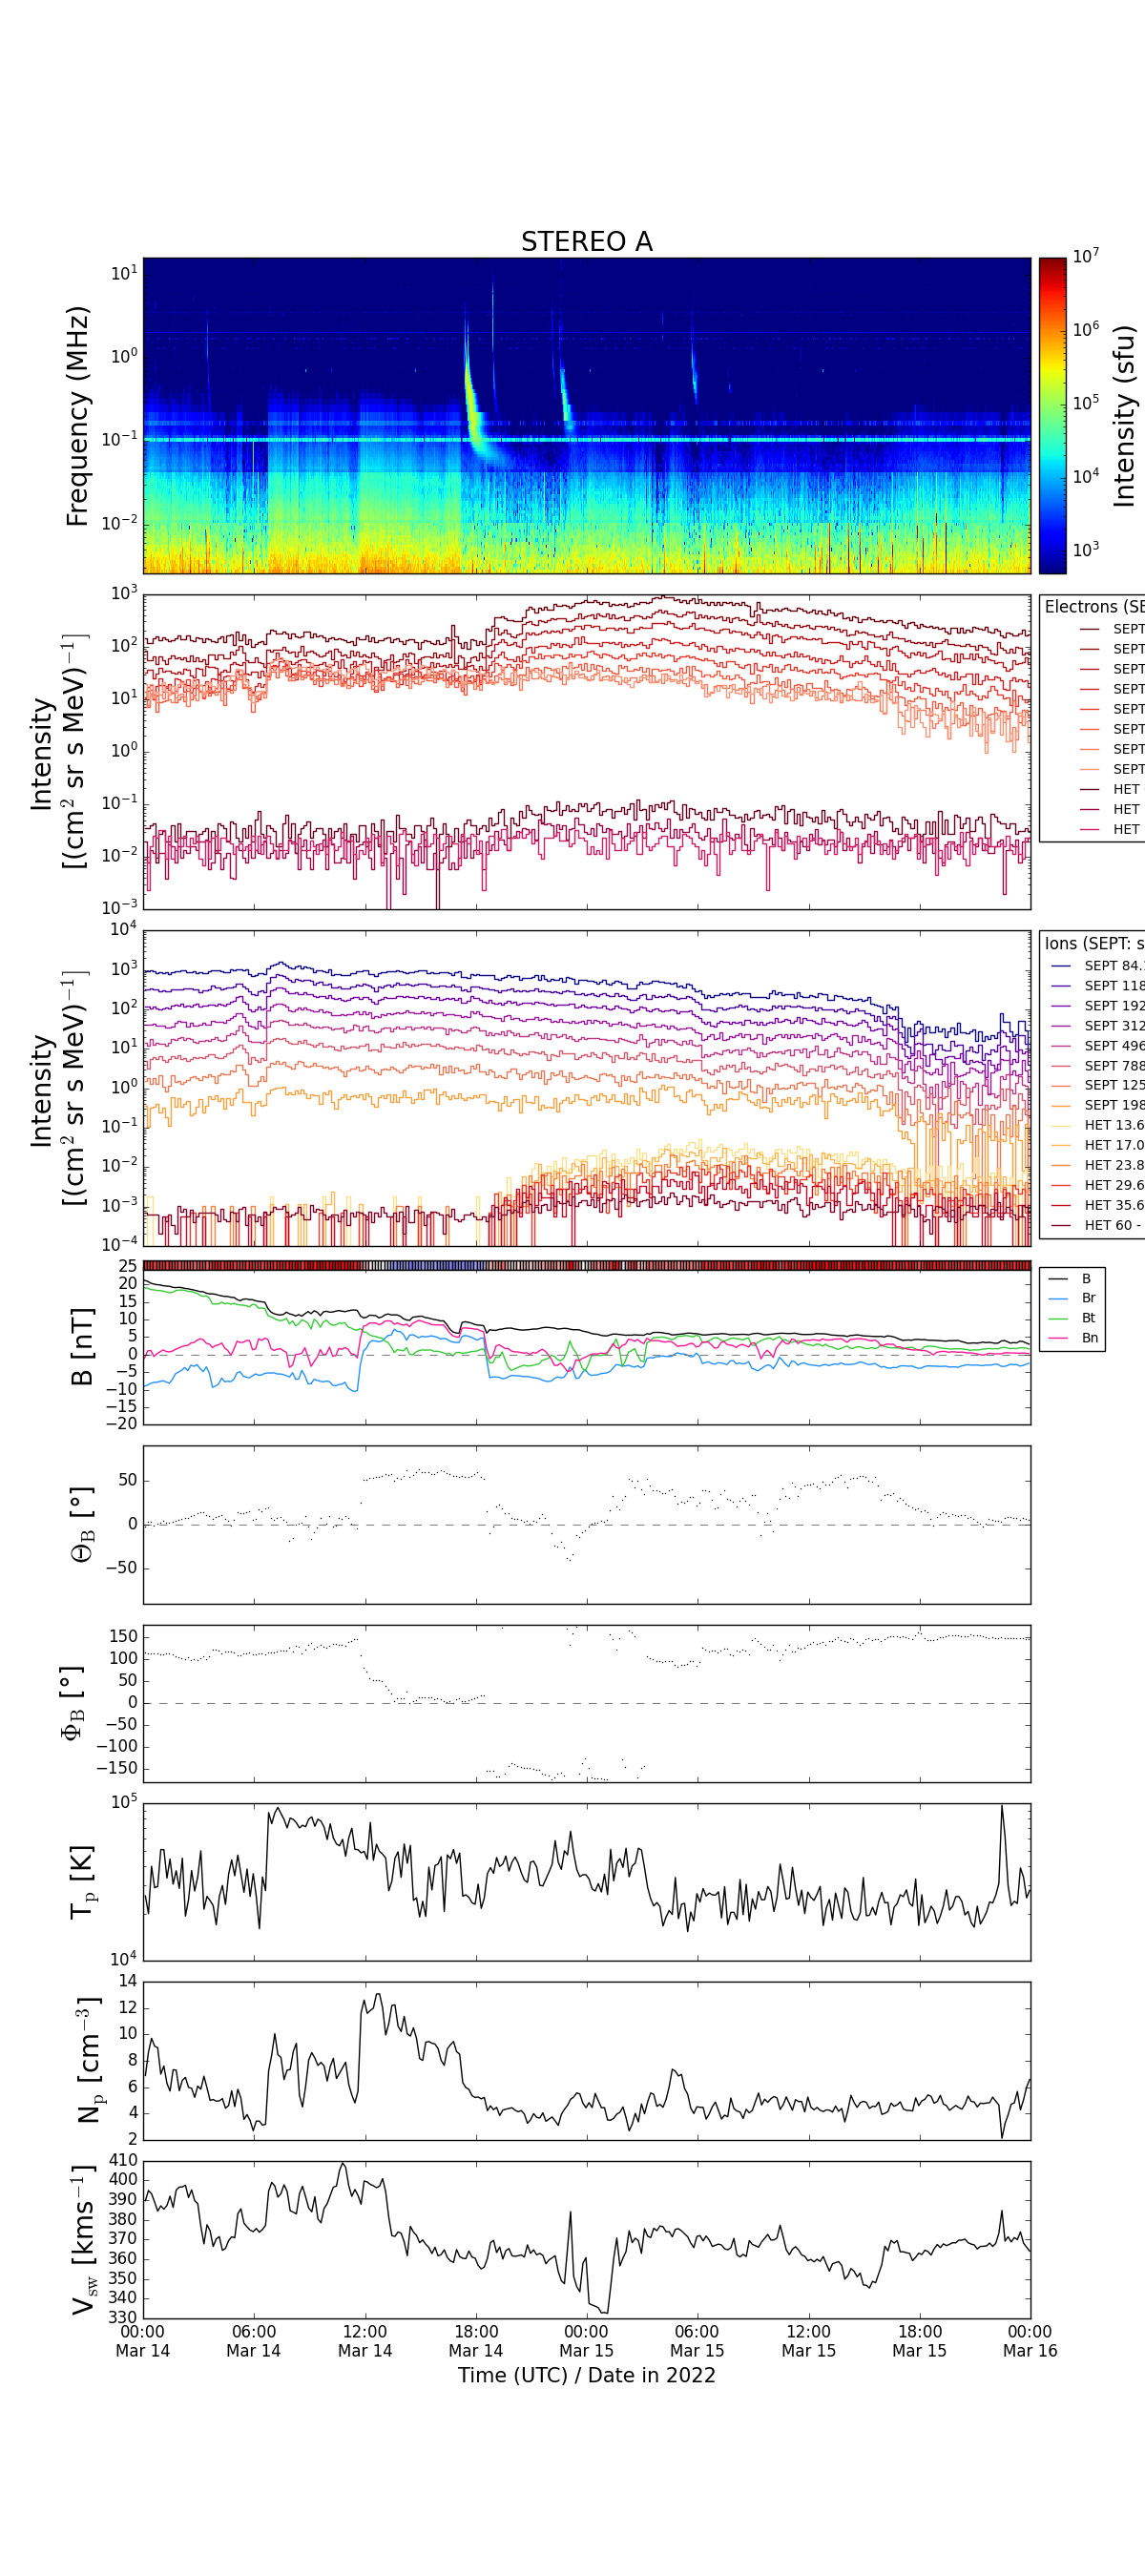 STEREO A
10^1
10^0
10^-1
10^-2
Frequency (MHz)
10^7
10^6
10^5
10^4
10^3
Intensity (sfu)
10^3
10^2
10^1
10^0
10^-1
10^-2
10^-3
Intensity
[(cm^2 sr s MeV)^-1]
Electrons (SE
SEPT
SEPT
SEPT
SEPT
SEPT
SEPT
SEPT
SEPT
HET
HET
HET
10^4
10^3
10^2
10^1
10^0
10^-1
10^-2
10^-3
10^-4
Intensity
[(cm^2 sr s MeV)^-1]
Ions (SEPT: s
SEPT 84.
SEPT 118
SEPT 192
SEPT 312
SEPT 496
SEPT 788
SEPT 125
SEPT 198
HET 13.6
HET 17.0
HET 23.8
HET 29.6
HET 35.6
HET 60 -
25
20
15
10
5
0
−5
−10
−15
−20
B [nT]
B
Br
Bt
Bn
50
0
−50
Θ_B [°]
150
100
50
0
−50
−100
−150
Φ_B [°]
10^5
10^4
T_p [K]
14
12
10
8
6
4
2
N_p [cm^-3]
410
400
390
380
370
360
350
340
330
V_sw [kms^-1]
00:00 06:00 12:00 18:00 00:00 06:00 12:00 18:00 00:00
Mar 14 Mar 14 Mar 14 Mar 14 Mar 15 Mar 15 Mar 15 Mar 15 Mar 16
Time (UTC) / Date in 2022